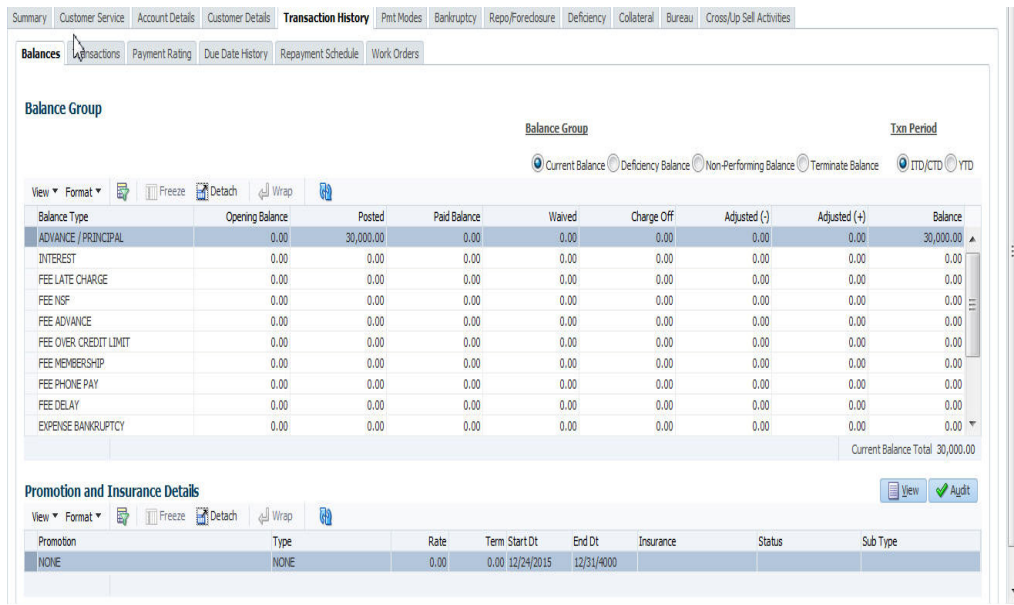 Summary Customer Service Account Details Customer Details Transaction History Pmt Modes Bankruptcy Repo/Foreclosure Deficiency Collateral Bureau Cross/Up Sell Activities
Balances Transactions Payment Rating Due Date History Repayment Schedule Work Orders
Balance Group
Balance Group Txn Period
Current Balance Deficiency Balance Non-Performing Balance Terminate Balance ITD/CTD YTD
View Format Freeze Detach Wrap
Balance Type Opening Balance Posted Paid Balance Waived Charge Off Adjusted (-) Adjusted (+) Balance
ADVANCE / PRINCIPAL 0.00 30,000.00 0.00 0.00 0.00 0.00 0.00 30,000.00
INTEREST 0.00 0.00 0.00 0.00 0.00 0.00 0.00 0.00
FEE LATE CHARGE 0.00 0.00 0.00 0.00 0.00 0.00 0.00 0.00
FEE NSF 0.00 0.00 0.00 0.00 0.00 0.00 0.00 0.00
FEE ADVANCE 0.00 0.00 0.00 0.00 0.00 0.00 0.00 0.00
FEE OVER CREDIT LIMIT 0.00 0.00 0.00 0.00 0.00 0.00 0.00 0.00
FEE MEMBERSHIP 0.00 0.00 0.00 0.00 0.00 0.00 0.00 0.00
FEE PHONE PAY 0.00 0.00 0.00 0.00 0.00 0.00 0.00 0.00
FEE DELAY 0.00 0.00 0.00 0.00 0.00 0.00 0.00 0.00
EXPENSE BANKRUPTCY 0.00 0.00 0.00 0.00 0.00 0.00 0.00 0.00
Current Balance Total 30,000.00
Promotion and Insurance Details View Audit
View Format Freeze Detach Wrap
Promotion Type Rate Term Start Dt End Dt Insurance Status Sub Type
NONE NONE 0.00 0.00 12/24/2015 12/31/4000